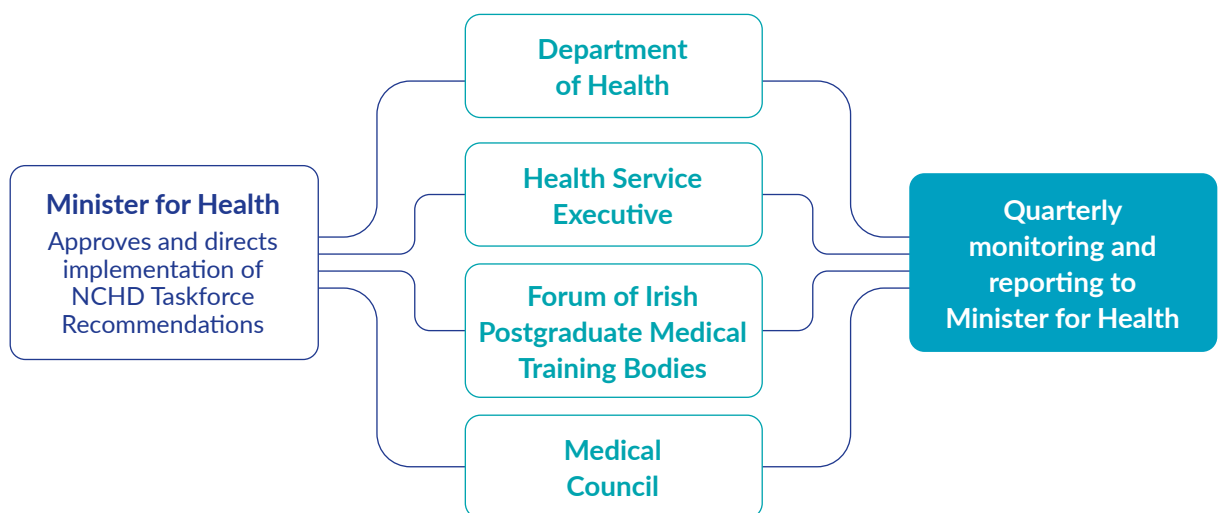 Minister for Health
Approves and directs
implementation of
NCHD Taskforce
Recommendations
Department
of Health
Health Service
Executive
Forum of Irish
Postgraduate Medical
Training Bodies
Medical
Council
Quarterly
monitoring and
reporting to
Minister for Health